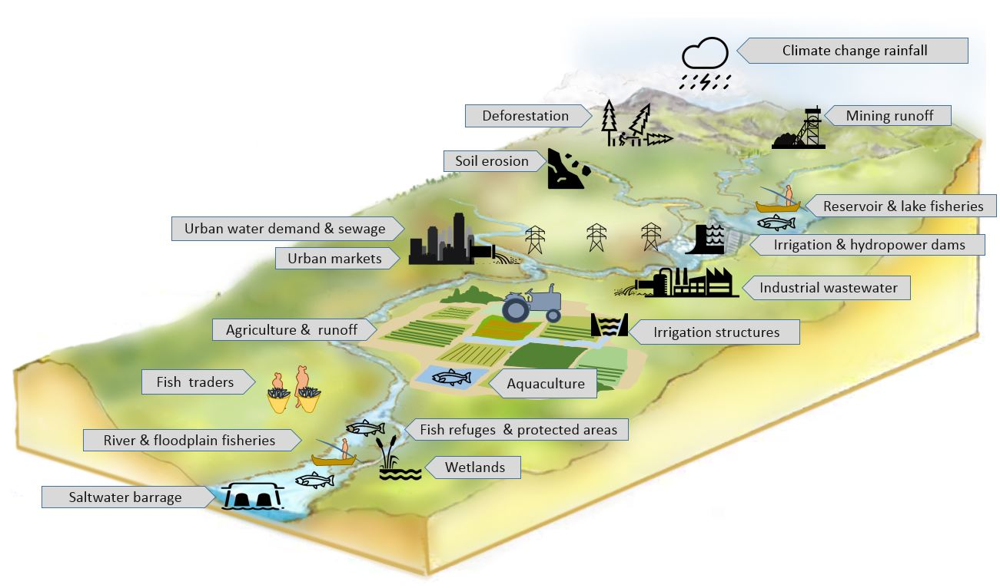 Climate change rainfall
Deforestation
Mining runoff
Soil erosion
Reservoir & lake fisheries
Urban water demand & sewage
Irrigation & hydropower dams
Urban markets
Industrial wastewater
Agriculture & runoff
Irrigation structures
Fish traders
Aquaculture
Fish refuges & protected areas
River & floodplain fisheries
Wetlands
Saltwater barrage